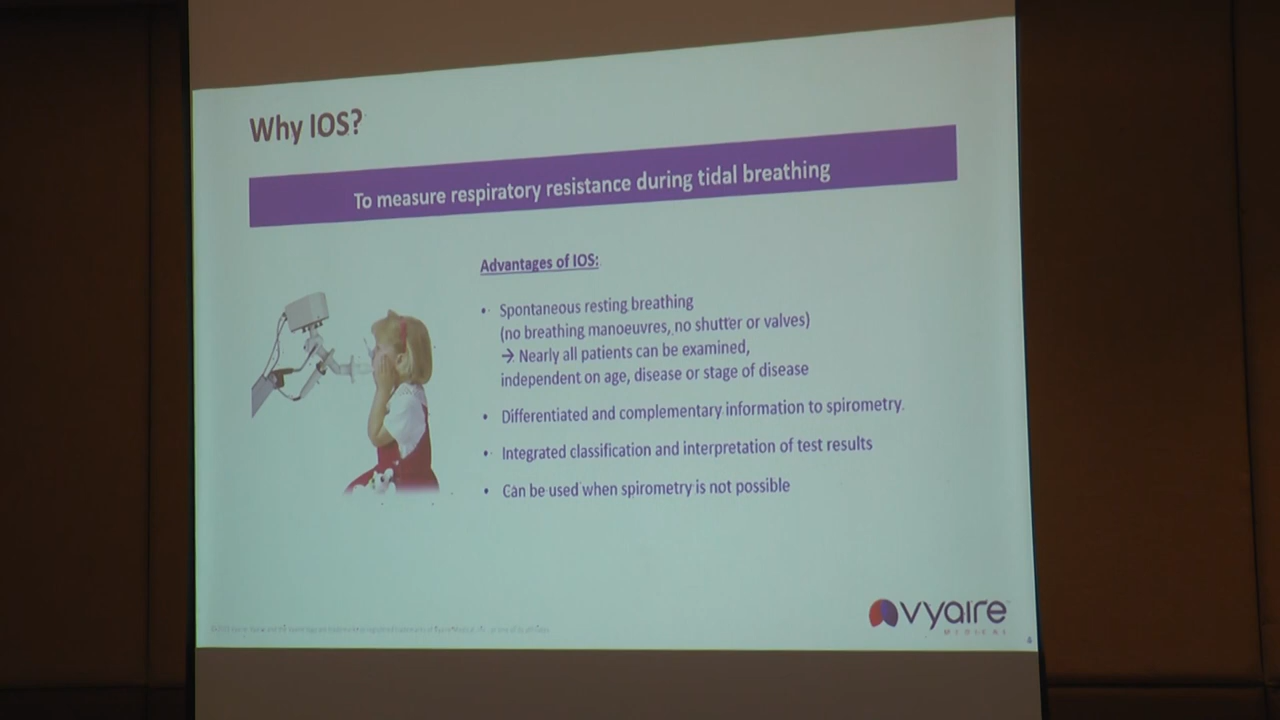 Why IOS?
To measure respiratory resistance during tidal breathing
Advantages of IOS:
• Spontaneous resting breathing
(no breathing manoeuvres, no shutter or valves)
→ Nearly all patients can be examined,
independent on age, disease or stage of disease
• Differentiated and complementary information to spirometry.
• Integrated classification and interpretation of test results
• Can be used when spirometry is not possible
vyaire
MEDICAL